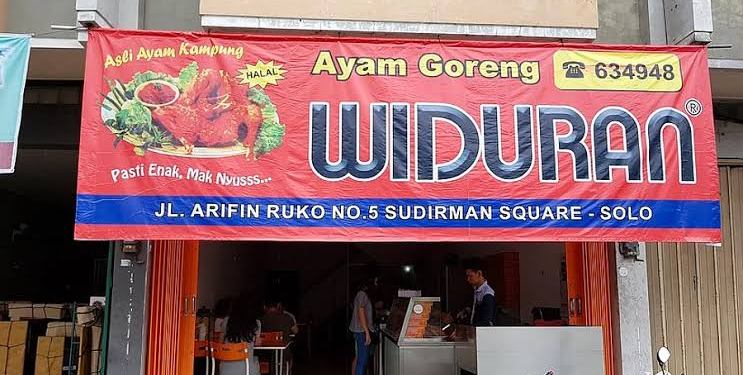 Asli Ayam Kampung
HALAL
Ayam Goreng
☎ 634948
WIDURAN®
Pasti Enak, Mak Nyusss...
JL. ARIFIN RUKO NO.5 SUDIRMAN SQUARE - SOLO